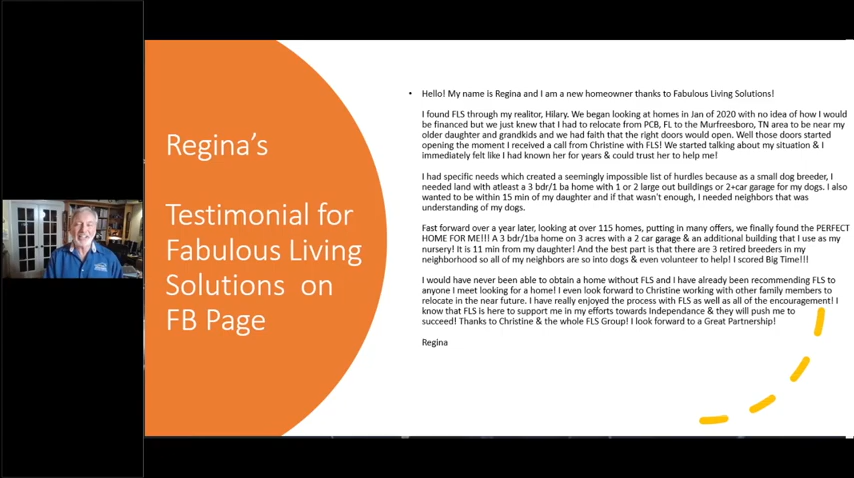 Regina's
Testimonial for
Fabulous Living
Solutions on
FB Page
• Hello! My name is Regina and I am a new homeowner thanks to Fabulous Living Solutions!
I found FLS through my realitor, Hilary. We began looking at homes in Jan of 2020 with no idea of how I would
be financed but we just knew that I had to relocate from PCB, FL to the Murfreesboro, TN area to be near my
older daughter and grandkids and we had faith that the right doors would open. Well those doors started
opening the moment I received a call from Christine with FLS! We started talking about my situation & I
immediately felt like I had known her for years & could trust her to help me!
I had specific needs which created a seemingly impossible list of hurdles because as a small dog breeder, I
needed land with atleast a 3 bdr/1 ba home with 1 or 2 large out buildings or 2+car garage for my dogs. I also
wanted to be within 15 min of my daughter and if that wasn't enough, I needed neighbors that was
understanding of my dogs.
Fast forward over a year later, looking at over 115 homes, putting in many offers, we finally found the PERFECT
HOME FOR ME!!! A 3 bdr/1ba home on 3 acres with a 2 car garage & an additional building that I use as my
nursery! It is 11 min from my daughter! And the best part is that there are 3 retired breeders in my
neighborhood so all of my neighbors are so into dogs & even volunteer to help! I scored Big Time!!!
I would have never been able to obtain a home without FLS and I have already been recommending FLS to
anyone I meet looking for a home! I even look forward to Christine working with other family members to
relocate in the near future. I have really enjoyed the process with FLS as well as all of the encouragement! I
know that FLS is here to support me in my efforts towards Independance & they will push me to
succeed! Thanks to Christine & the whole FLS Group! I look forward to a Great Partnership!
Regina